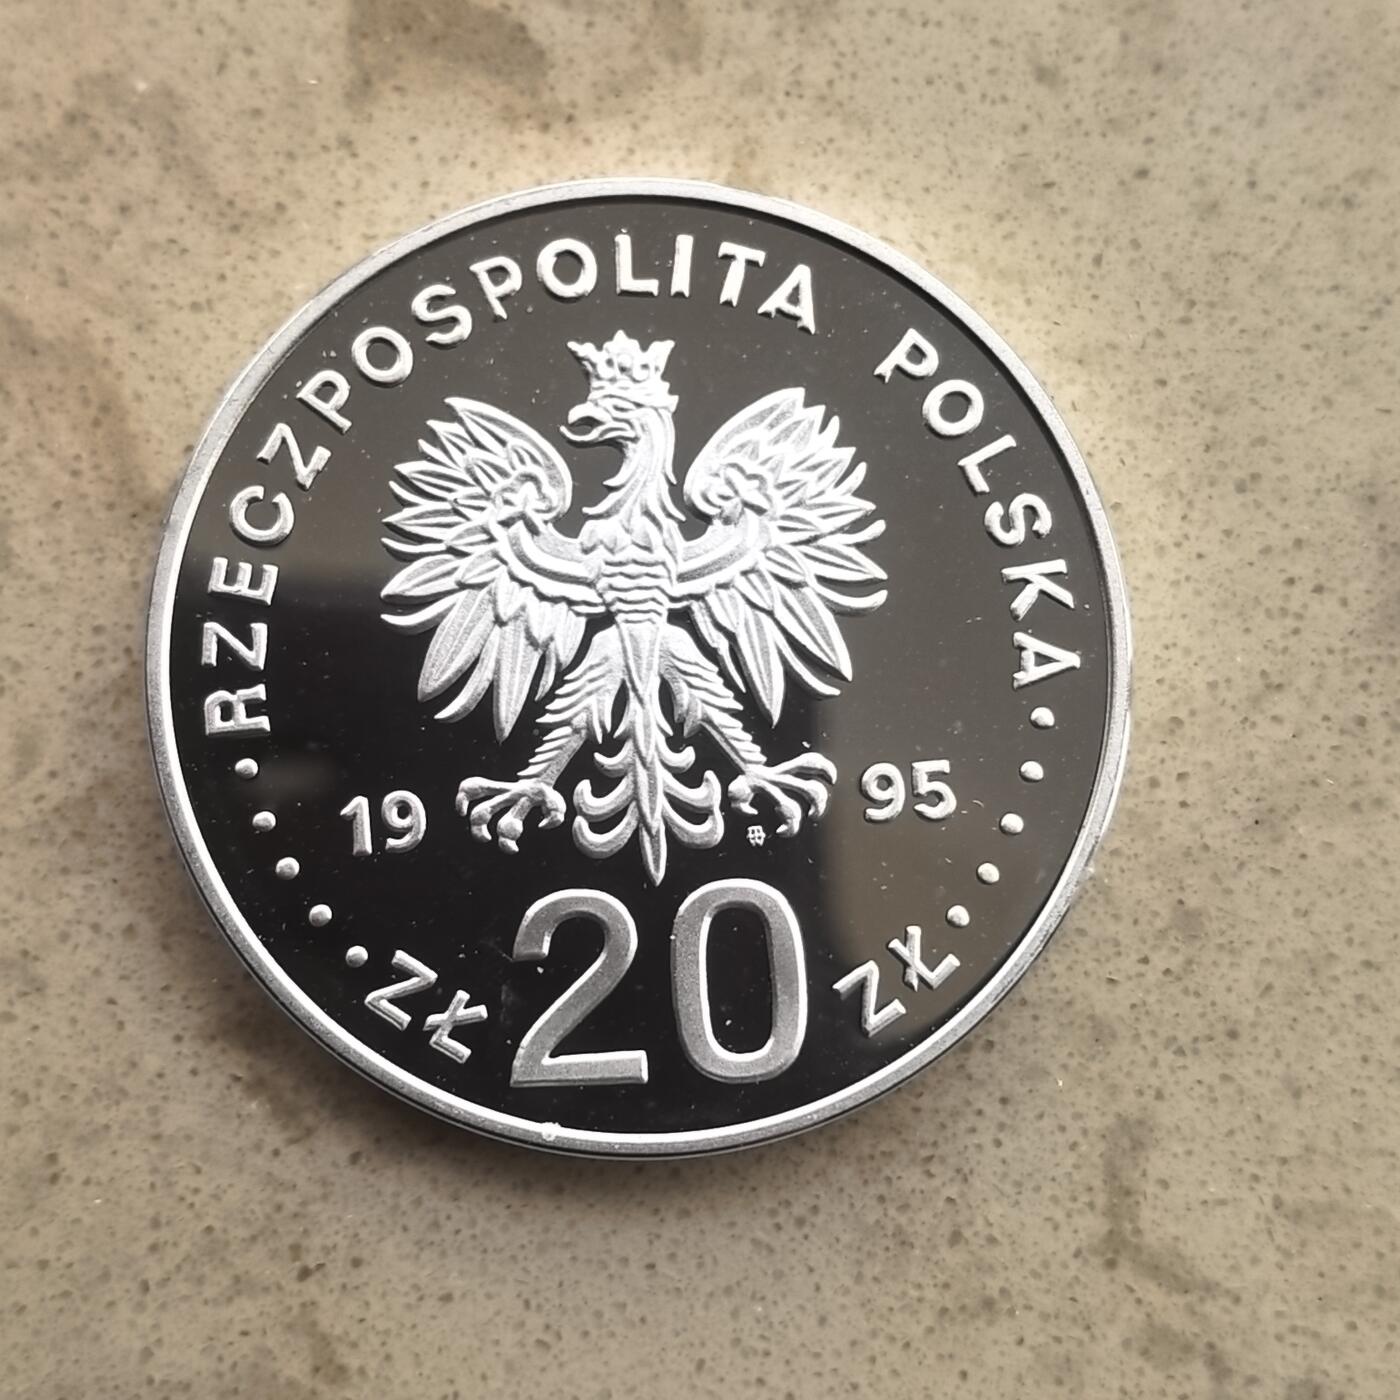 RZECZPOSPOLITA POLSKA
19 95
ZŁ 20 ZŁ